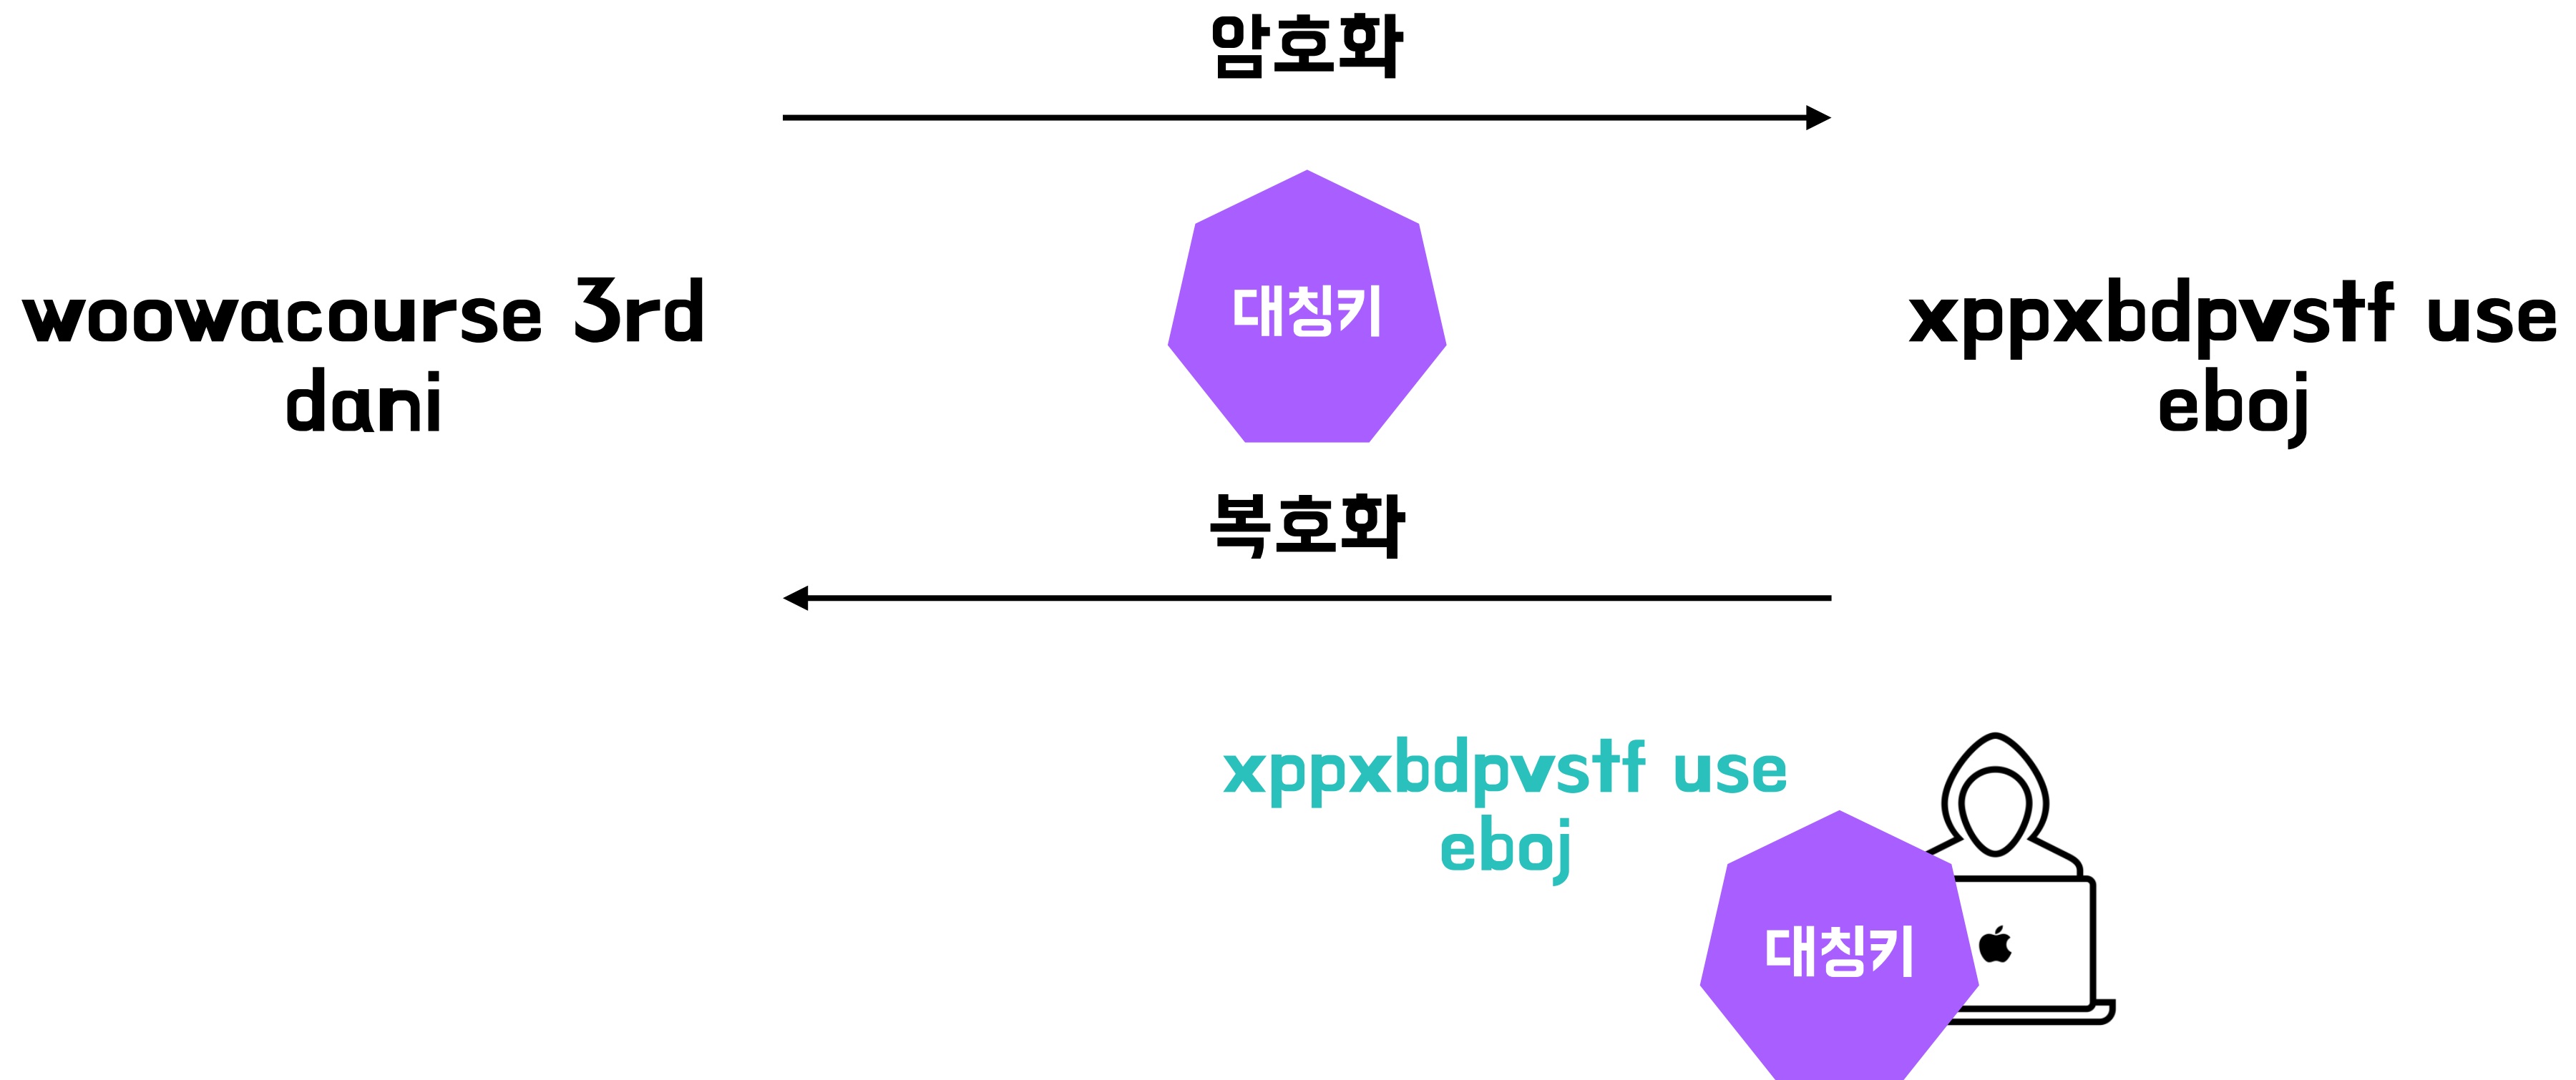 암호화
woowacourse 3rd
dani
대칭키
xppxbdpvstf use
eboj
복호화
xppxbdpvstf use
eboj
대칭키